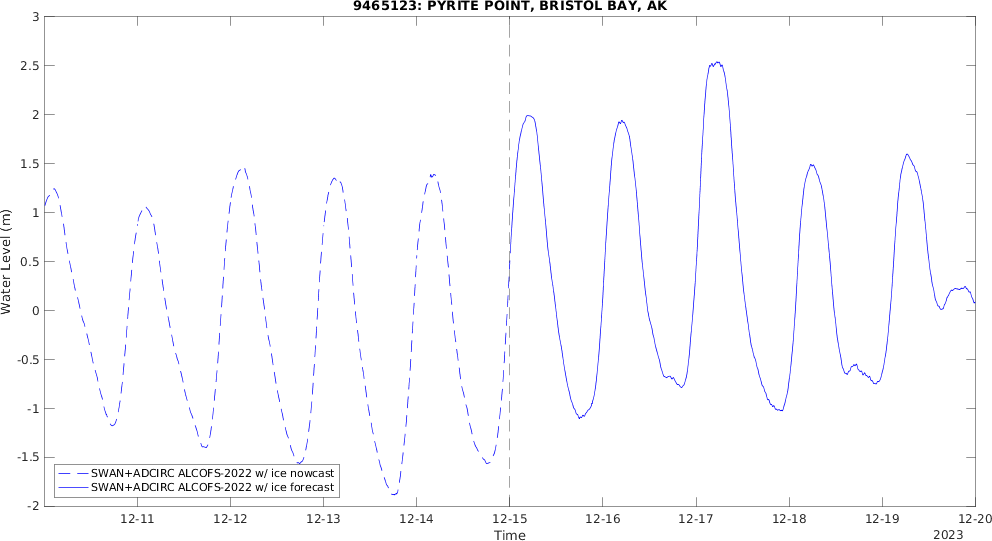 9465123: PYRITE POINT, BRISTOL BAY, AK
3
2.5
2
1.5
1
0.5
0
-0.5
-1
-1.5
-2
Water Level (m)
SWAN+ADCIRC ALCOFS-2022 w/ ice nowcast
SWAN+ADCIRC ALCOFS-2022 w/ ice forecast
12-11 12-12 12-13 12-14 12-15 12-16 12-17 12-18 12-19 12-20
Time
2023